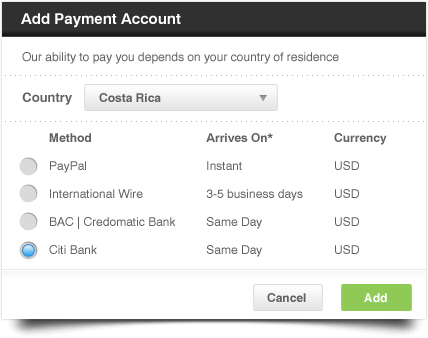 Add Payment Account
Our ability to pay you depends on your country of residence
Country Costa Rica
Method Arrives On* Currency
PayPal Instant USD
International Wire 3-5 business days USD
BAC | Credomatic Bank Same Day USD
Citi Bank Same Day USD
Cancel Add